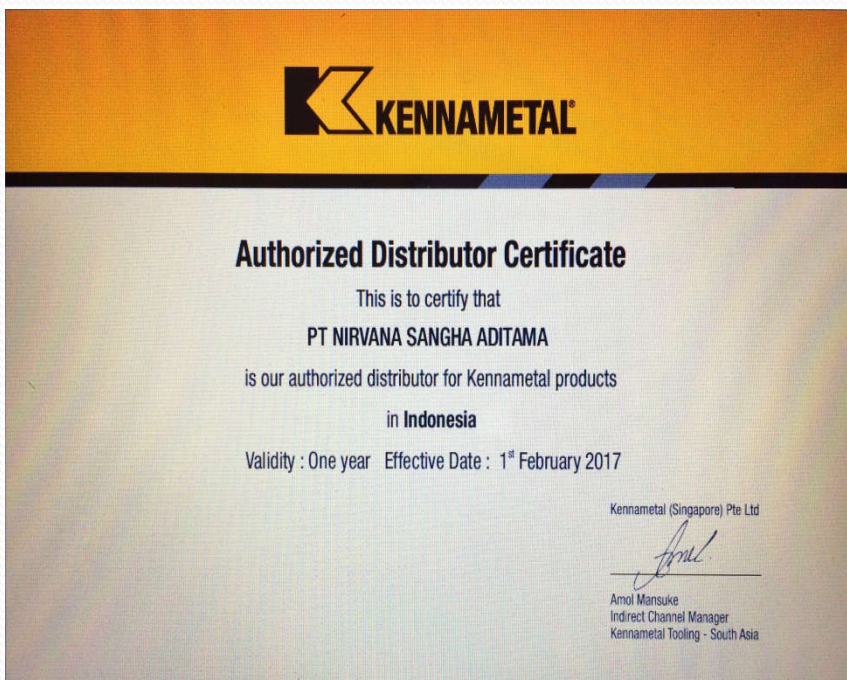 KENNAMETAL®
Authorized Distributor Certificate
This is to certify that
PT NIRVANA SANGHA ADITAMA
is our authorized distributor for Kennametal products
in Indonesia
Validity : One year Effective Date : 1st February 2017
Kennametal (Singapore) Pte Ltd
Amol Mansuke
Indirect Channel Manager
Kennametal Tooling - South Asia